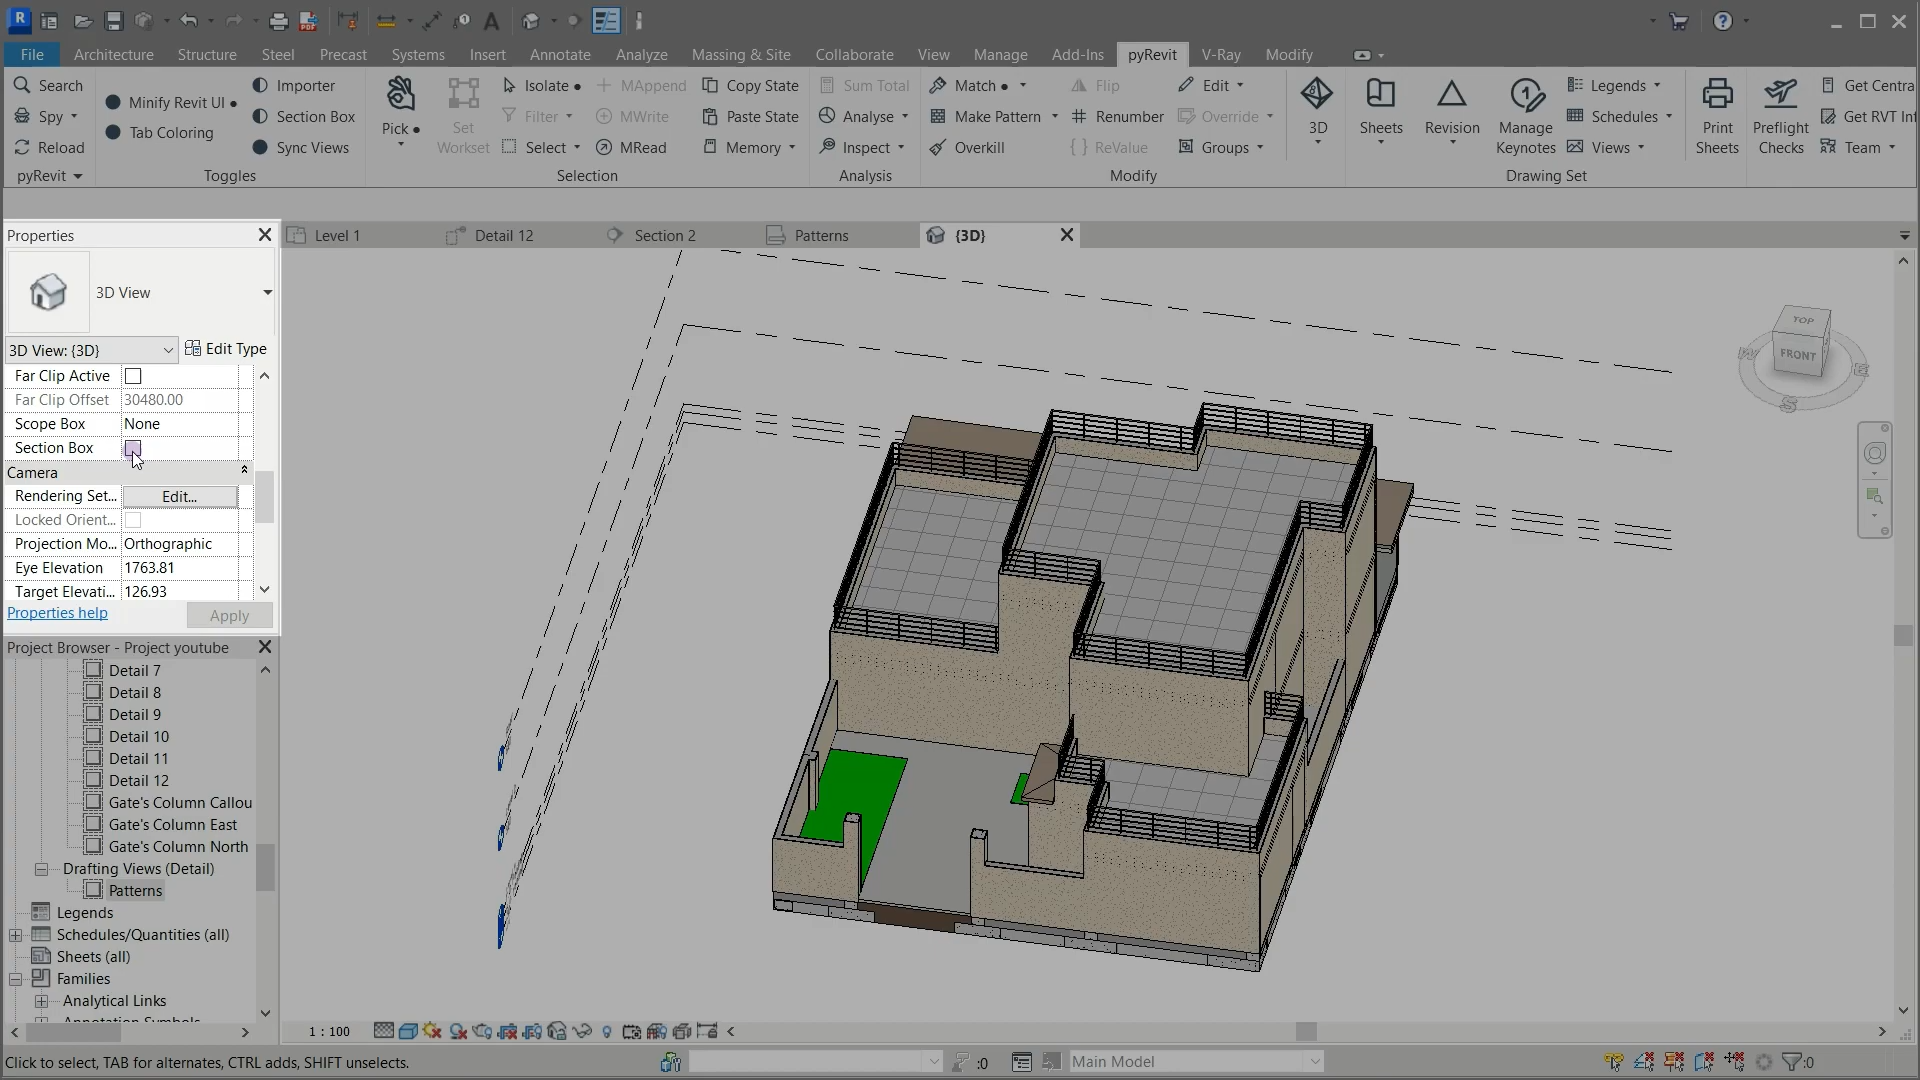 File Architecture Structure Steel Precast Systems Insert Annotate Analyze Massing & Site Collaborate View Manage Add-Ins pyRevit V-Ray Modify
Search
Spy
Reload
pyRevit
Minify Revit UI
Tab Coloring
Importer
Section Box
Sync Views
Toggles
Pick
Set
Workset
Isolate
Filter
Select
MAppend
MWrite
MRead
Copy State
Paste State
Memory
Selection
Sum Total
Analyse
Inspect
Analysis
Match
Make Pattern
Overkill
Flip
Renumber
ReValue
Edit
Override
Groups
Modify
3D
Sheets
Revision
Manage
Keynotes
Legends
Schedules
Views
Drawing Set
Print
Sheets
Preflight
Checks
Get Centra
Get RVT Inf
Team
Properties
Level 1 Detail 12 Section 2 Patterns {3D}
3D View
3D View: {3D} Edit Type
Far Clip Active
Far Clip Offset 30480.00
Scope Box None
Section Box
Camera
Rendering Set... Edit...
Locked Orient...
Projection Mo... Orthographic
Eye Elevation 1763.81
Target Elevati... 126.93
Properties help Apply
TOP
FRONT
W
E
S
Project Browser - Project youtube
Detail 7
Detail 8
Detail 9
Detail 10
Detail 11
Detail 12
Gate's Column Callou
Gate's Column East
Gate's Column North
Drafting Views (Detail)
Patterns
Legends
Schedules/Quantities (all)
Sheets (all)
Families
Analytical Links
Annotation Symbols
1 : 100
Click to select, TAB for alternates, CTRL adds, SHIFT unselects.
:0
Main Model
:0